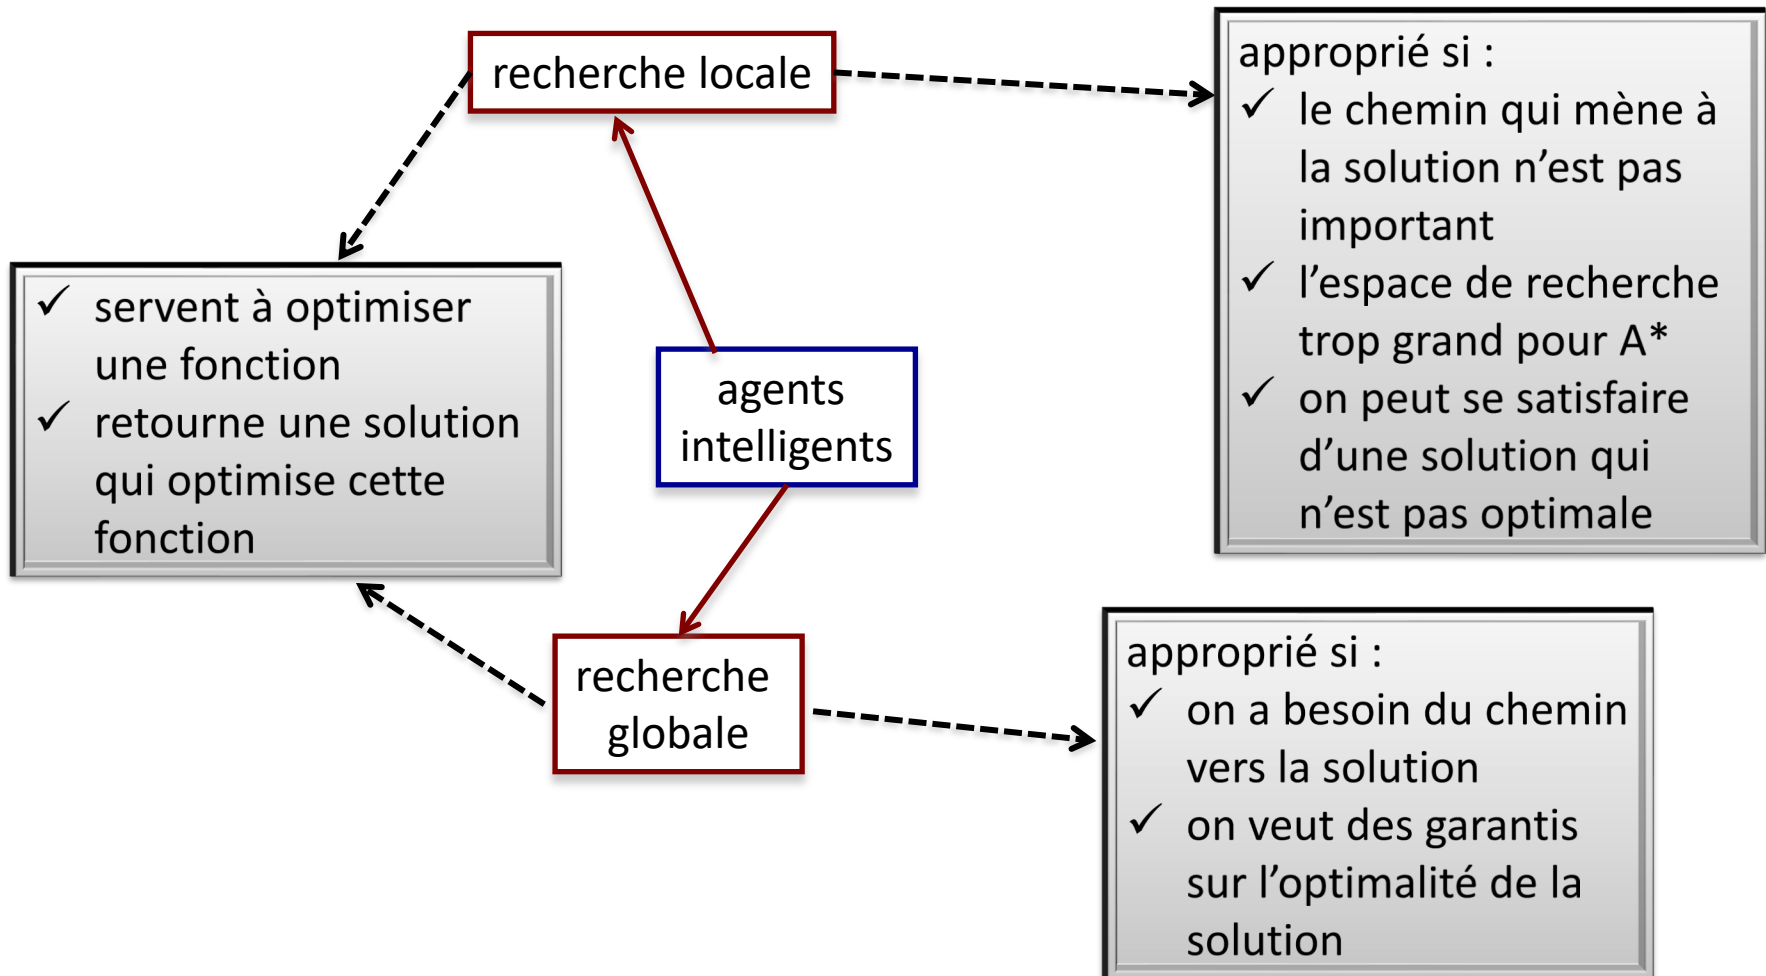 recherche locale
approprié si :
✓ le chemin qui mène à
la solution n’est pas
important
✓ l’espace de recherche
trop grand pour A*
✓ on peut se satisfaire
d’une solution qui
n’est pas optimale
✓ servent à optimiser
une fonction
✓ retourne une solution
qui optimise cette
fonction
agents
intelligents
recherche
globale
approprié si :
✓ on a besoin du chemin
vers la solution
✓ on veut des garantis
sur l’optimalité de la
solution